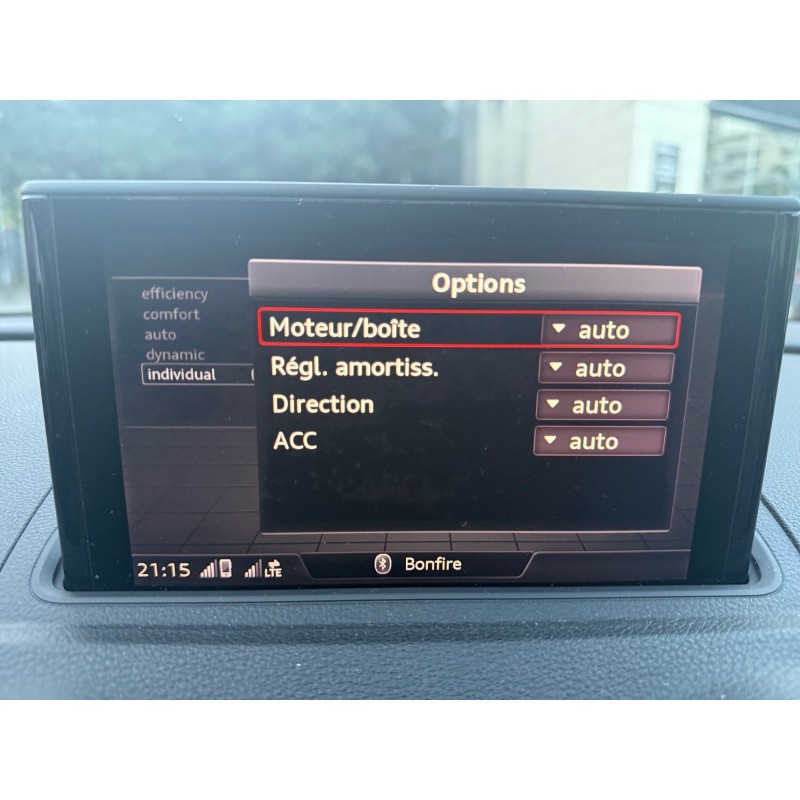 Options
efficiency
comfort
auto
dynamic
individual
Moteur/boîte auto
Régl. amortiss. auto
Direction auto
ACC auto
21:15 LTE Bonfire